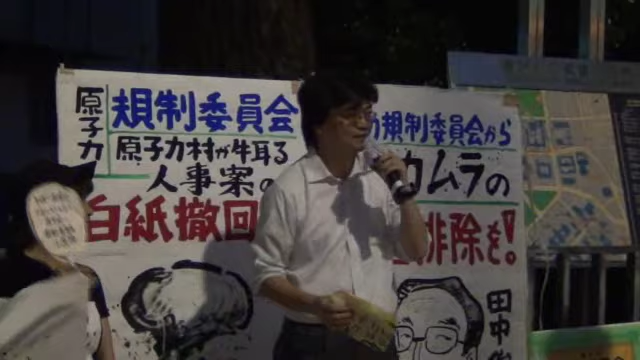 原子力
規制委員会
原子力村が牛耳る
人事案の
白紙撤回
規制委員会から
カムラの
排除を!
田中